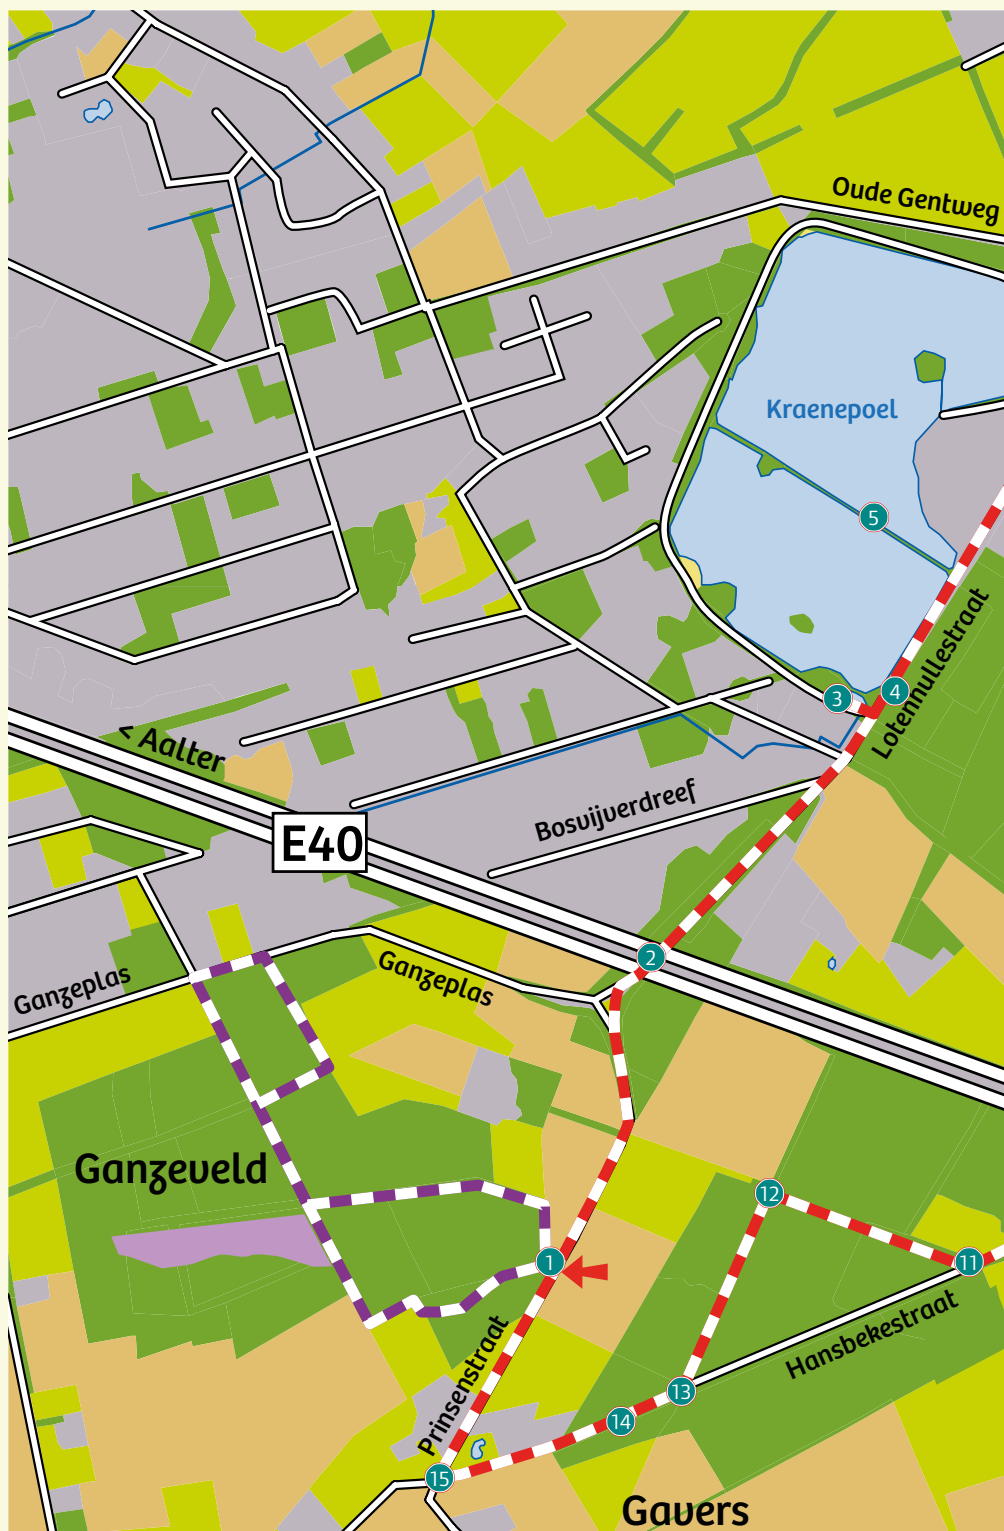 Oude Gentweg
Kraenepoel
5
4
3
Lotennullestraat
< Aalter
Bosvijverdreef
E40
2
Ganzeplas
Ganzeplas
Ganzeveld
12
1
11
Hansbekestraat
Prinsenstraat
13
14
15
Gavers